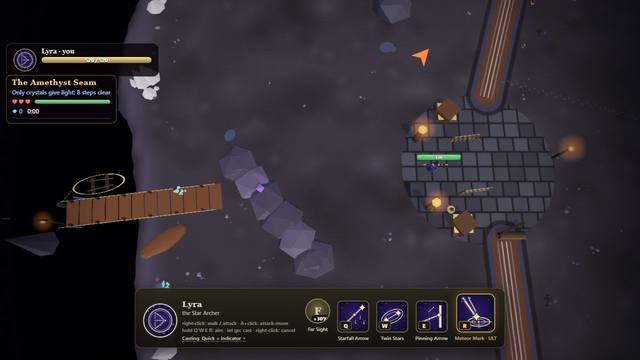 Lyra - you
The Amethyst Seam
Only crystals give light: 8 steps clear
0 0:00
Lyra
the Star Archer
right-click: walk / attack · A+click: attack-move
hold Q W E R: aim · let go: cast · right-click: cancel
Casting: Quick + indicator
F
Far Sight
Q
Starfall Arrow
W
Twin Stars
E
Pinning Arrow
R
Meteor Mark · ULT